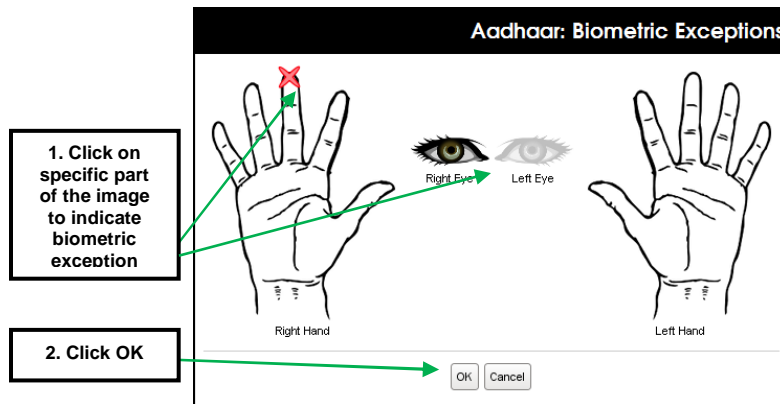 Aadhaar: Biometric Exceptions
1. Click on
specific part
of the image
to indicate
biometric
exception
Right Eye
Left Eye
Right Hand
Left Hand
2. Click OK
OK
Cancel